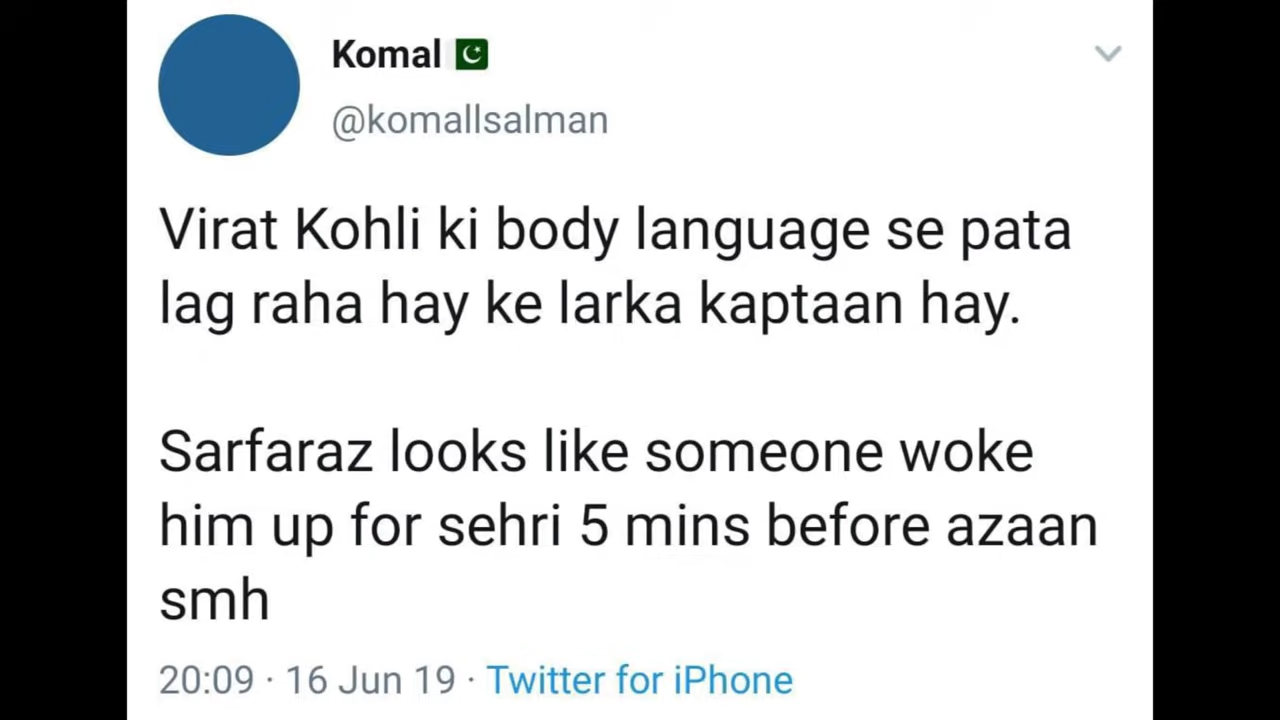 Komal 🇵🇰
@komallsalman
Virat Kohli ki body language se pata
lag raha hay ke larka kaptaan hay.
Sarfaraz looks like someone woke
him up for sehri 5 mins before azaan
smh
20:09 · 16 Jun 19 · Twitter for iPhone